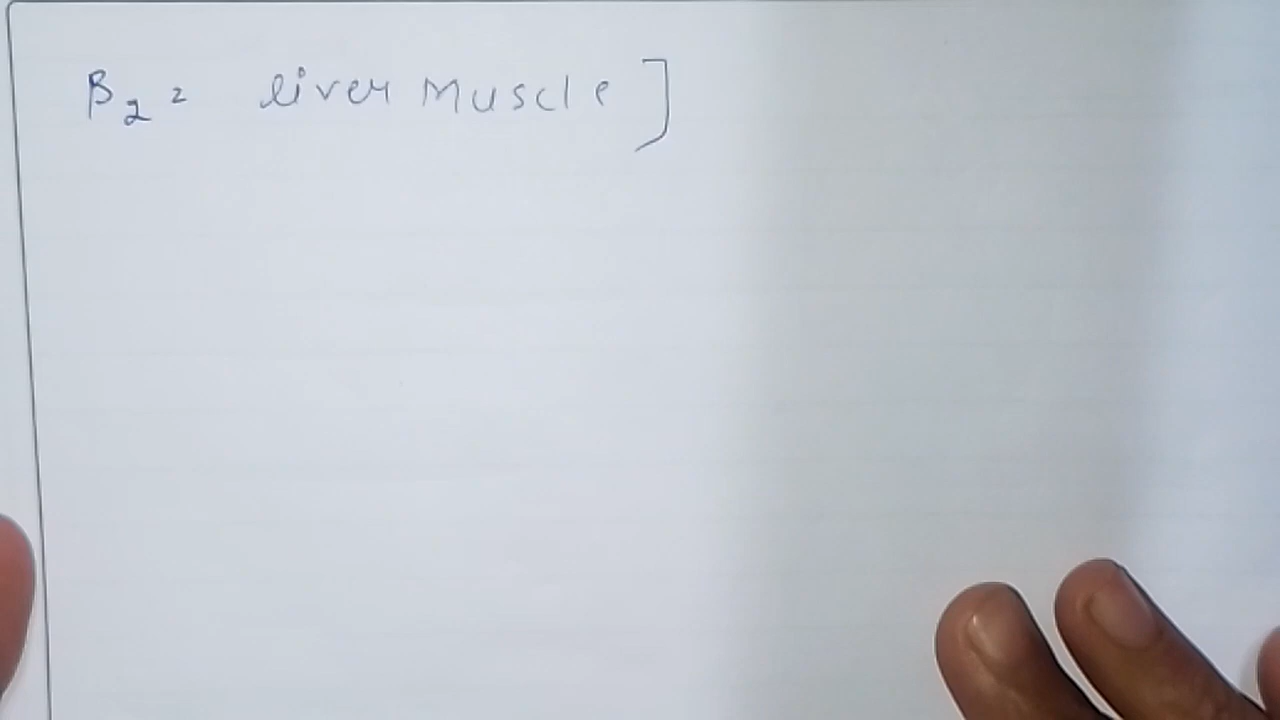 β₂ = liver Muscle ]